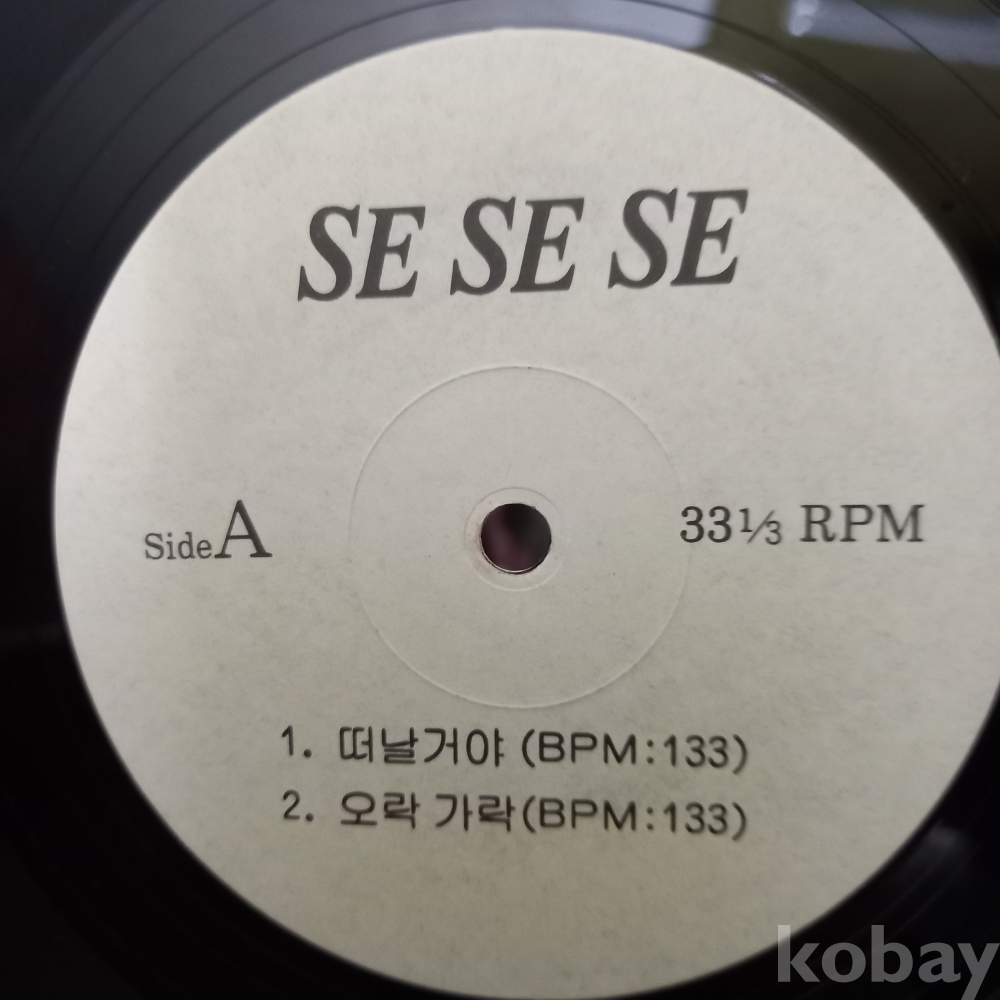 SE SE SE
Side A
33⅓ RPM
1. 떠날거야 (BPM:133)
2. 오락 가락(BPM:133)
kobay